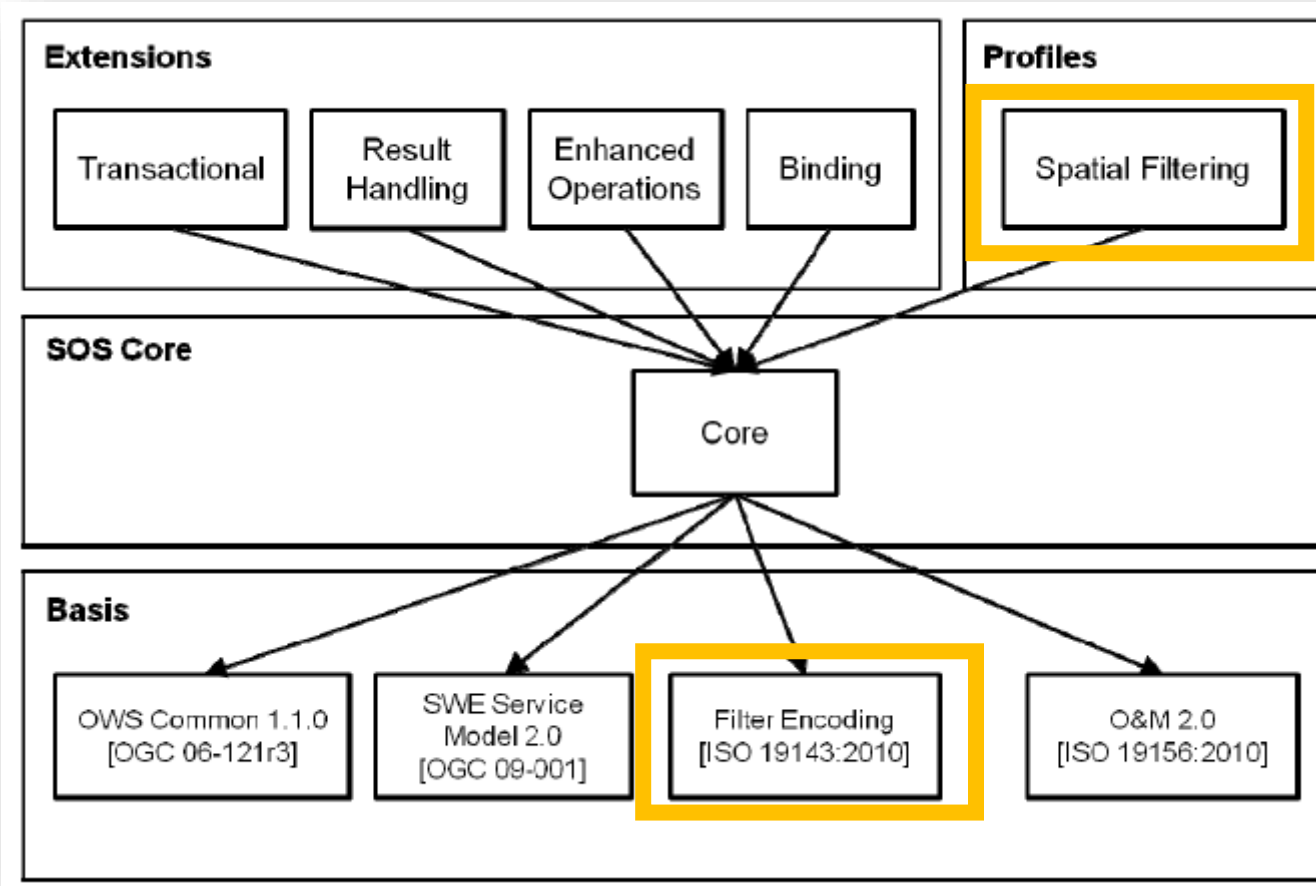 Extensions
Profiles
Transactional
Result
Handling
Enhanced
Operations
Binding
Spatial Filtering
SOS Core
Core
Basis
OWS Common 1.1.0
[OGC 06-121r3]
SWE Service
Model 2.0
[OGC 09-001]
Filter Encoding
[ISO 19143:2010]
O&M 2.0
[ISO 19156:2010]